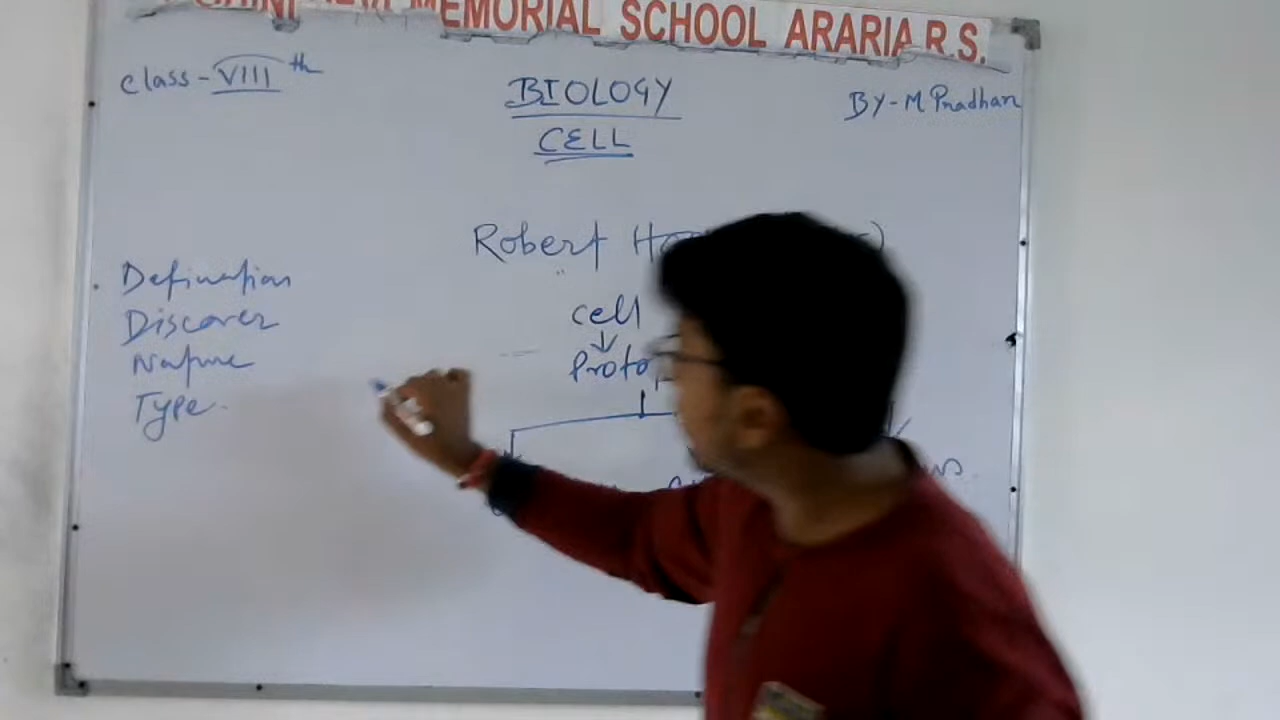 MEMORIAL SCHOOL ARARIA R.S.
Class - VIII th
BIOLOGY
BY - M Pradhan
CELL
Robert
Defination
Discover
Nature
Type
cell
Proto